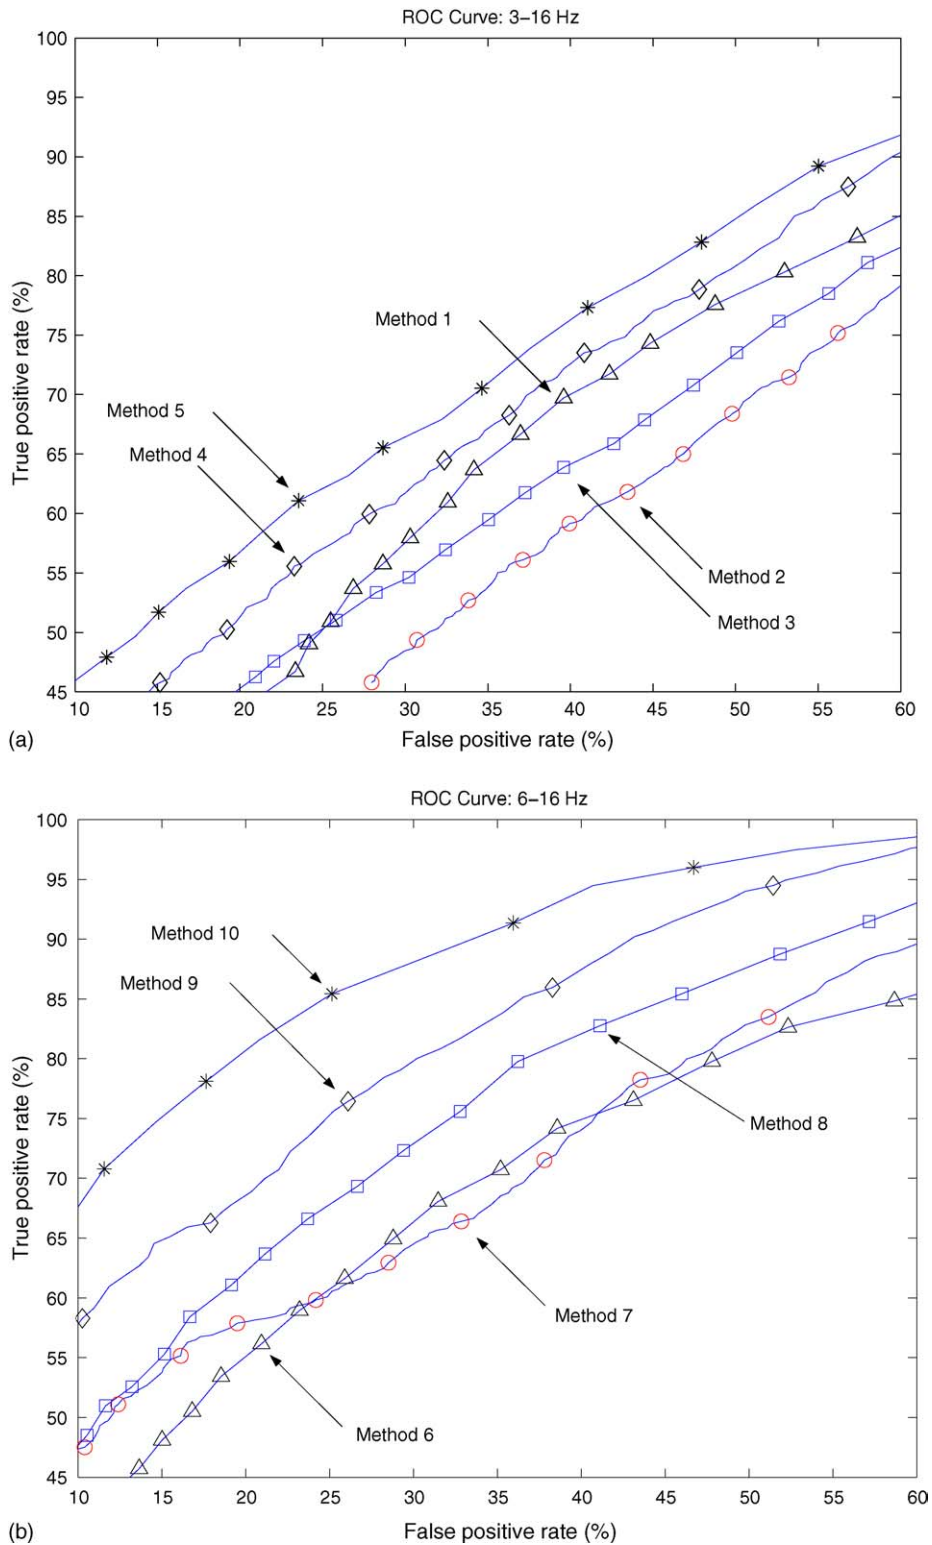 ROC Curve: 3–16 Hz
100
95
90
85
80
75
70
65
60
55
50
45
True positive rate (%)
Method 1
Method 5
Method 4
Method 2
Method 3
10 15 20 25 30 35 40 45 50 55 60
(a)
False positive rate (%)
ROC Curve: 6–16 Hz
100
95
90
85
80
75
70
65
60
55
50
45
True positive rate (%)
Method 10
Method 9
Method 8
Method 7
Method 6
10 15 20 25 30 35 40 45 50 55 60
(b)
False positive rate (%)